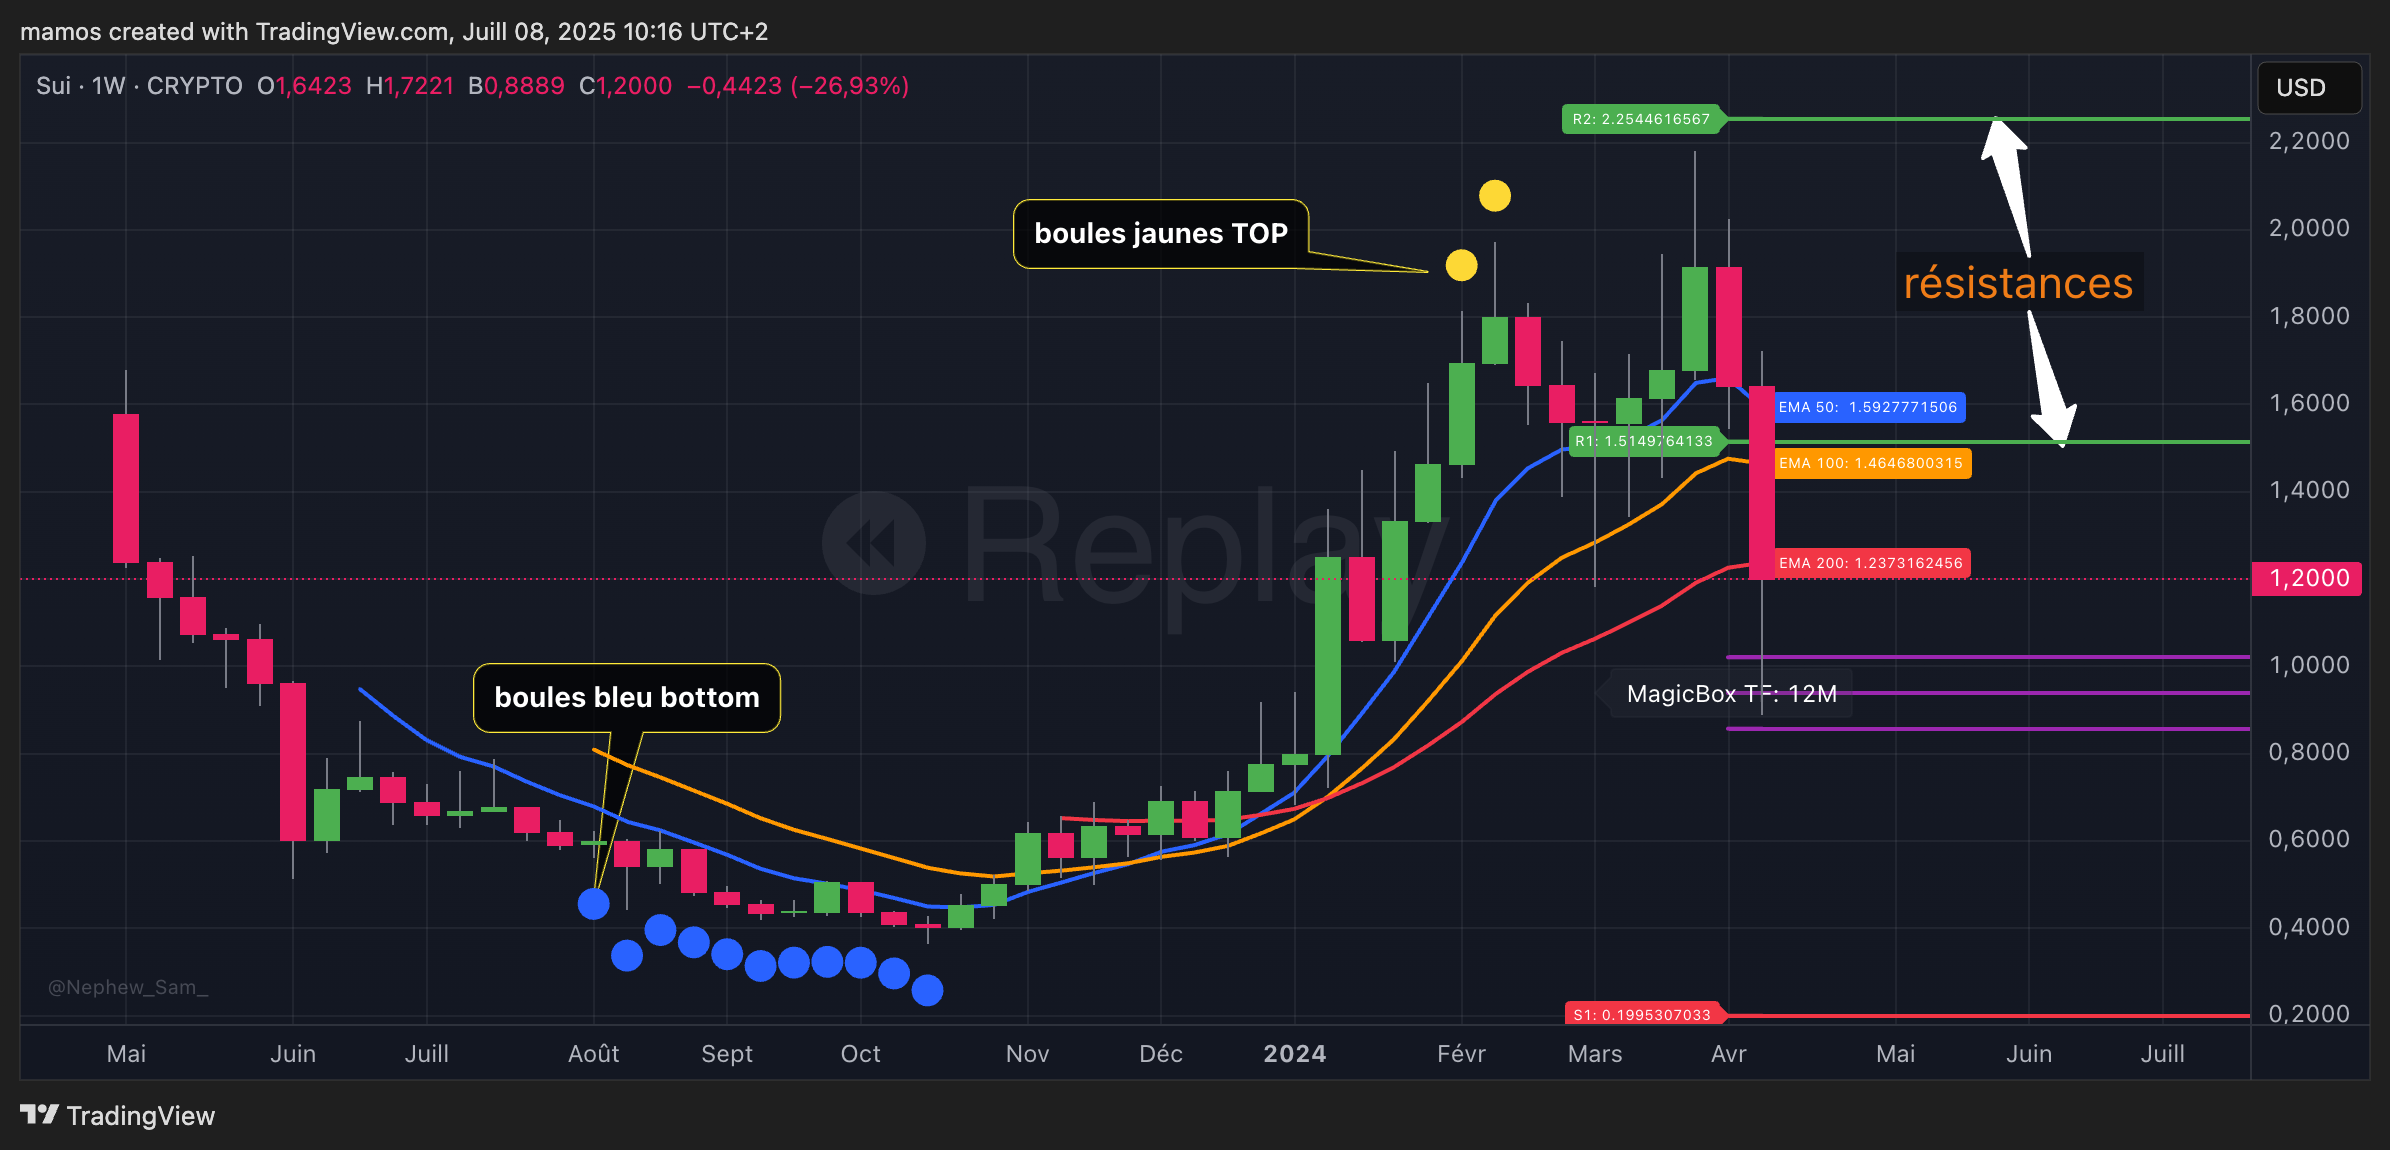 mamos created with TradingView.com, Juill 08, 2025 10:16 UTC+2
Sui · 1W · CRYPTO O1,6423 H1,7221 B0,8889 C1,2000 −0,4423 (−26,93%)
USD
R2: 2.2544616567
2,2000
boules jaunes TOP
2,0000
résistances
1,8000
1,6000
EMA 50: 1.5927771506
R1: 1.5149764133
EMA 100: 1.4646800315
1,4000
Replay
EMA 200: 1.2373162456
1,2000
1,0000
boules bleu bottom
MagicBox TF: 12M
0,8000
0,6000
0,4000
@Nephew_Sam_
S1: 0.1995307033
0,2000
Mai Juin Juill Août Sept Oct Nov Déc 2024 Févr Mars Avr Mai Juin Juill
TradingView